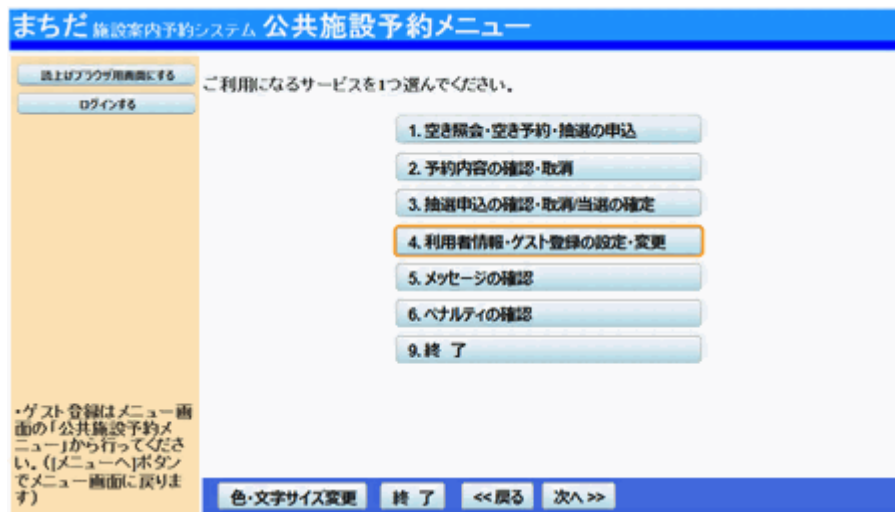 まちだ 施設案内予約システム 公共施設予約メニュー
読上げブラウザ用画面にする
ログインする
ご利用になるサービスを1つ選んでください。
1. 空き照会・空き予約・抽選の申込
2. 予約内容の確認・取消
3. 抽選申込の確認・取消/当選の確定
4. 利用者情報・ゲスト登録の設定・変更
5. メッセージの確認
6. ペナルティの確認
9. 終 了
・ゲスト登録はメニュー画
面の「公共施設予約メ
ニュー」から行ってくださ
い。([メニューへ]ボタン
でメニュー画面に戻りま
す)
色・文字サイズ変更 終 了 <<戻る 次へ>>